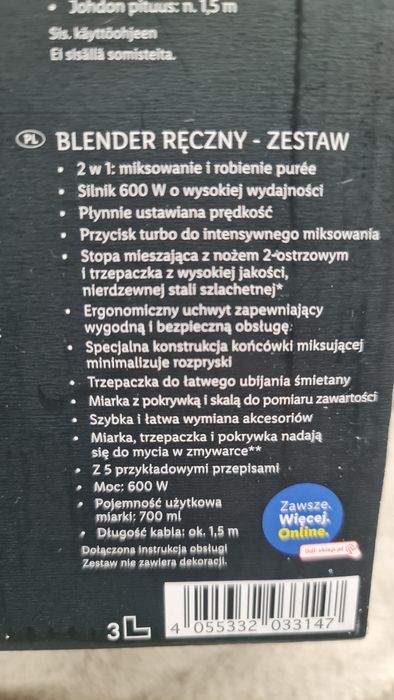 • Johdon pituus: n. 1,5 m
Sis. käyttöohjeen
Ei sisällä somisteita.
PL BLENDER RĘCZNY - ZESTAW
• 2 w 1: miksowanie i robienie purée
• Silnik 600 W o wysokiej wydajności
• Płynnie ustawiana prędkość
• Przycisk turbo do intensywnego miksowania
• Stopa mieszająca z nożem 2-ostrzowym
i trzepaczka z wysokiej jakości,
nierdzewnej stali szlachetnej*
• Ergonomiczny uchwyt zapewniający
wygodną i bezpieczną obsługę
• Specjalna konstrukcja końcówki miksującej
minimalizuje rozpryski
• Trzepaczka do łatwego ubijania śmietany
• Miarka z pokrywką i skalą do pomiaru zawartości
• Szybka i łatwa wymiana akcesoriów
• Miarka, trzepaczka i pokrywka nadają
się do mycia w zmywarce**
• Z 5 przykładowymi przepisami
• Moc: 600 W
• Pojemność użytkowa
miarki: 700 ml
• Długość kabla: ok. 1,5 m
Dołączona instrukcja obsługi
Zestaw nie zawiera dekoracji.
Zawsze.
Więcej.
Online.
lidl-sklep.pl
3
4 055332 033147